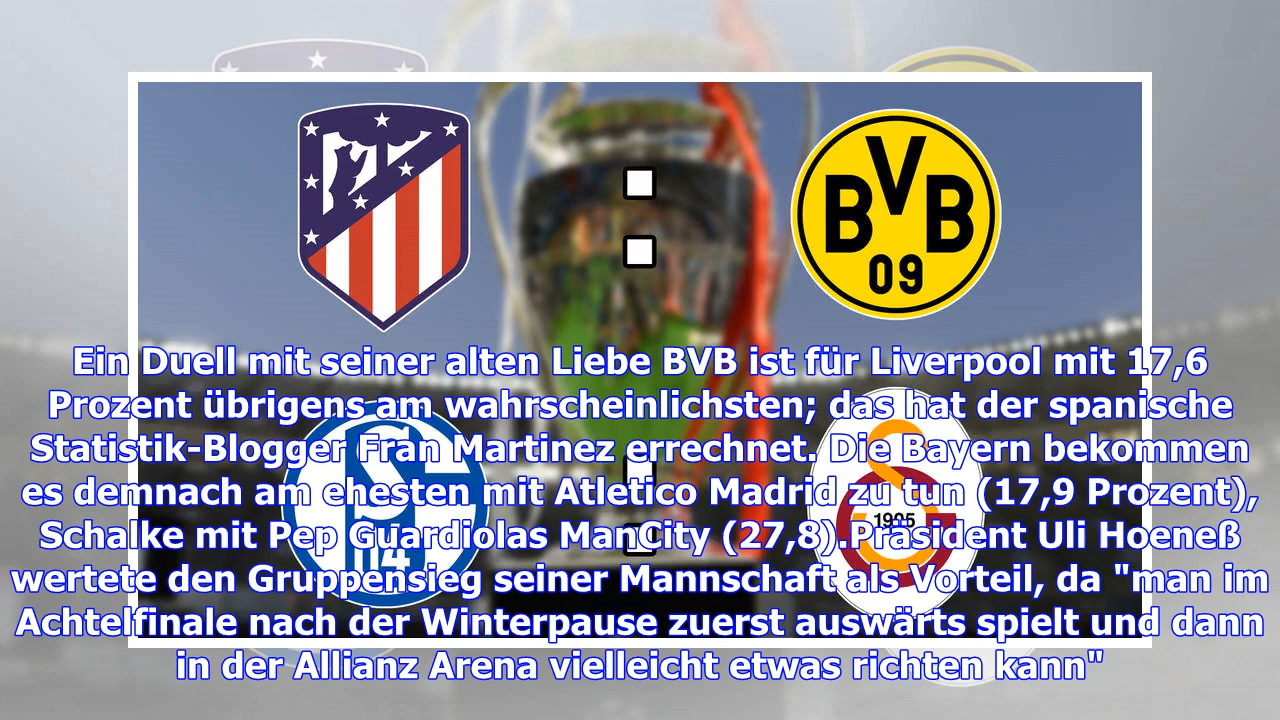 BVB
09
Ein Duell mit seiner alten Liebe BVB ist für Liverpool mit 17,6
Prozent übrigens am wahrscheinlichsten; das hat der spanische
Statistik-Blogger Fran Martinez errechnet. Die Bayern bekommen
es demnach am ehesten mit Atletico Madrid zu tun (17,9 Prozent),
Schalke mit Pep Guardiolas ManCity (27,8).Präsident Uli Hoeneß
wertete den Gruppensieg seiner Mannschaft als Vorteil, da "man im
Achtelfinale nach der Winterpause zuerst auswärts spielt und dann
in der Allianz Arena vielleicht etwas richten kann"
1905
04